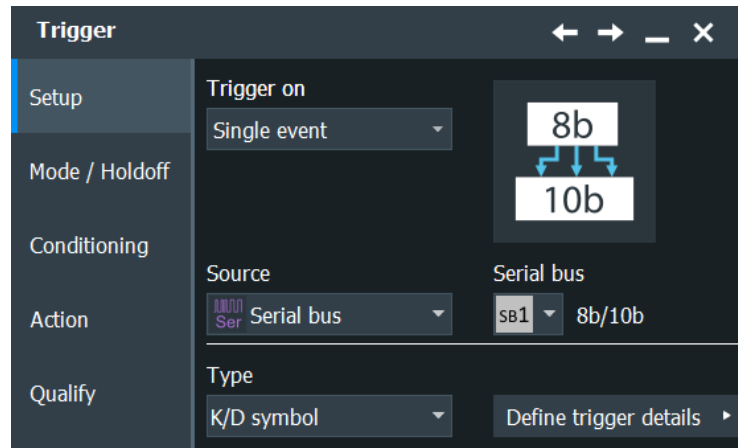 Trigger
Setup
Mode / Holdoff
Conditioning
Action
Qualify
Trigger on
Single event
8b
10b
Source
Serial bus
Ser Serial bus
SB1 8b/10b
Type
K/D symbol
Define trigger details